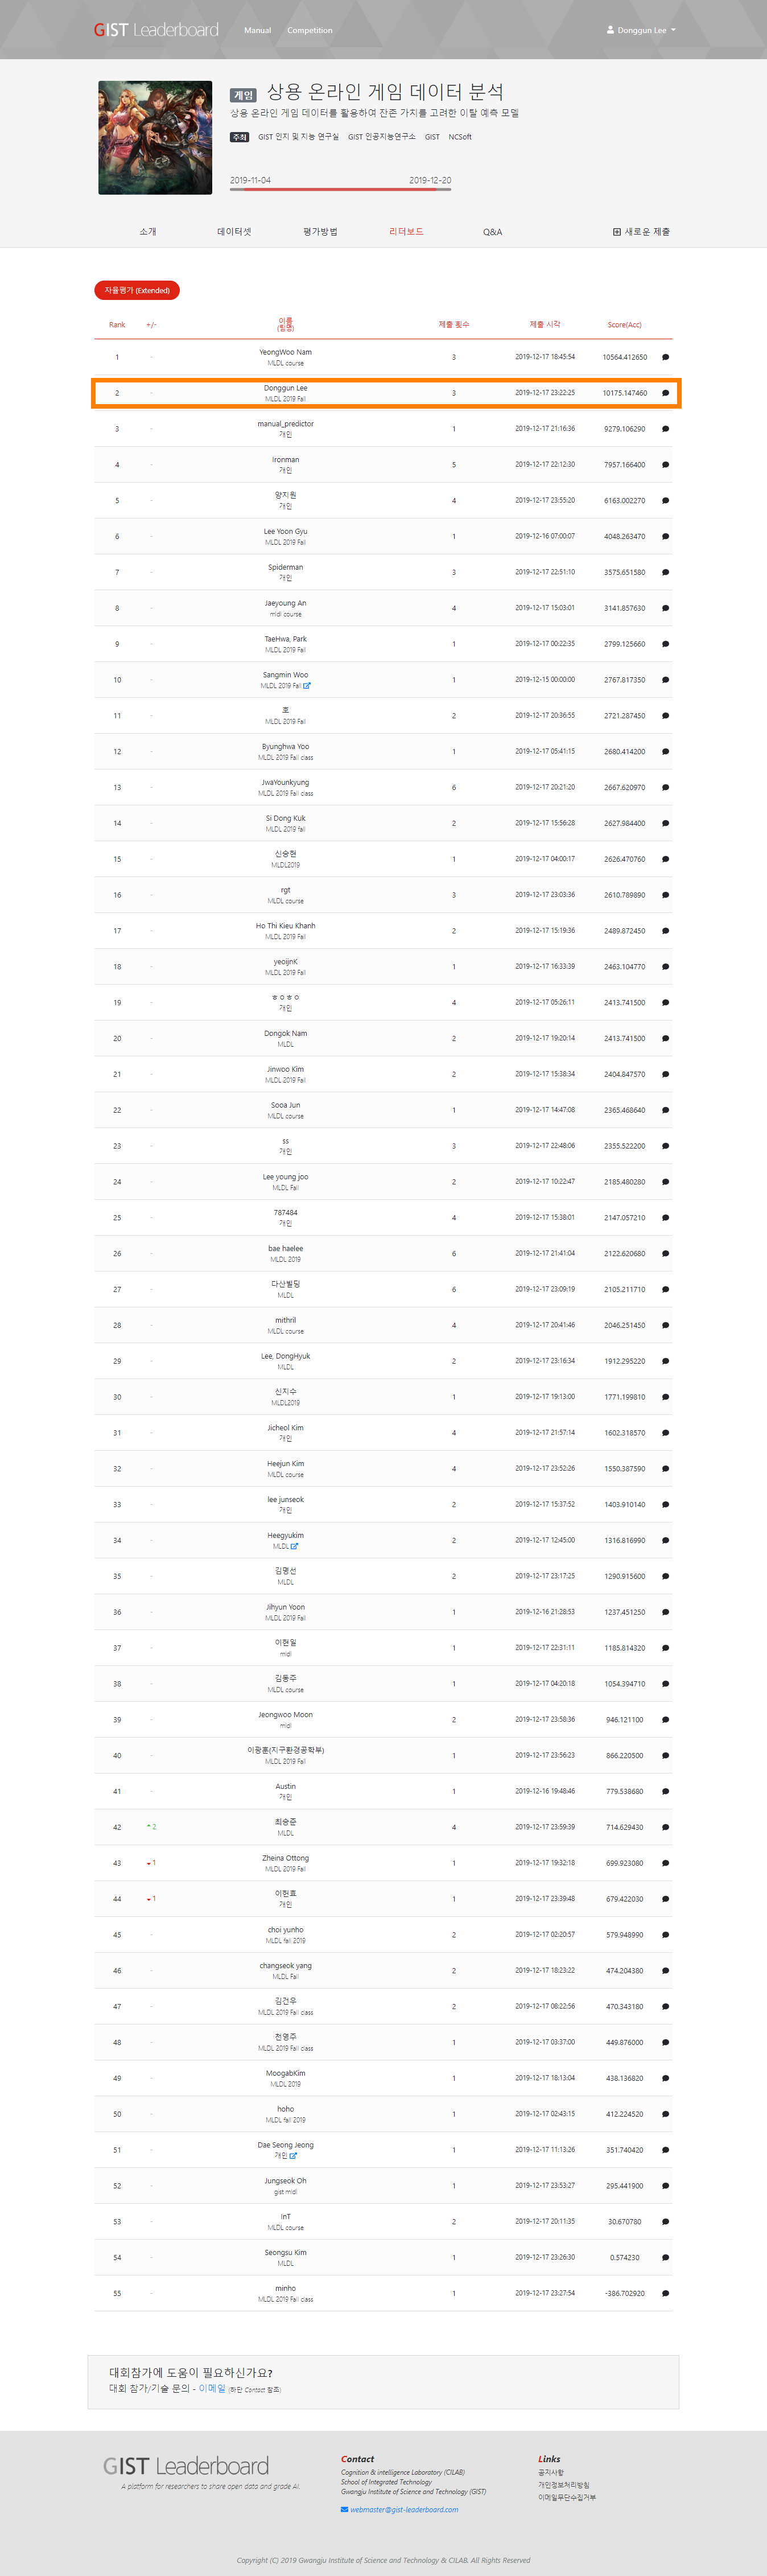 GIST Leaderboard Manual Competition Donggun Lee
게임 상용 온라인 게임 데이터 분석
상용 온라인 게임 데이터를 활용하여 잔존 가치를 고려한 이탈 예측 모델
주최 GIST 인지 및 지능 연구실 GIST 인공지능연구소 GIST NCSoft
2019-11-04 2019-12-20
소개 데이터셋 평가방법 리더보드 Q&A 새로운 제출
자율평가 (Extended)
Rank +/- 이름 제출 횟수 제출 시각 Score(Acc)
(팀명)
1 - YeongWoo Nam 3 2019-12-17 18:45:54 10564.412650
MLDL course
2 - Donggun Lee 3 2019-12-17 23:22:25 10175.147460
MLDL 2019 Fall
3 - manual_predictor 1 2019-12-17 21:16:36 9279.106290
개인
4 - Ironman 5 2019-12-17 22:12:30 7957.166400
개인
5 - 양지원 4 2019-12-17 23:55:20 6163.002270
개인
6 - Lee Yoon Gyu 1 2019-12-16 07:00:07 4048.263470
MLDL 2019 Fall
7 - Spiderman 3 2019-12-17 22:51:10 3575.651580
개인
8 - Jaeyoung An 4 2019-12-17 15:03:01 3141.857630
mldl course
9 - TaeHwa, Park 1 2019-12-17 00:22:35 2799.125660
MLDL 2019 Fall
10 - Sangmin Woo 1 2019-12-15 00:00:00 2767.817350
MLDL 2019 Fall
11 - 호 2 2019-12-17 20:36:55 2721.287450
MLDL 2019 Fall
12 - Byunghwa Yoo 1 2019-12-17 05:41:15 2680.414200
MLDL 2019 Fall class
13 - JwaYounkyung 6 2019-12-17 20:21:20 2667.620970
MLDL 2019 Fall class
14 - Si Dong Kuk 2 2019-12-17 15:56:28 2627.984400
MLDL 2019 fall
15 - 신승현 1 2019-12-17 04:00:17 2626.470760
MLDL2019
16 - rgt 3 2019-12-17 23:03:36 2610.789890
MLDL course
17 - Ho Thi Kieu Khanh 2 2019-12-17 15:19:36 2489.872450
MLDL 2019 Fall
18 - yeoijnK 1 2019-12-17 16:33:39 2463.104770
MLDL 2019 Fall
19 - ㅎㅇㅎㅇ 4 2019-12-17 05:26:11 2413.741500
개인
20 - Dongok Nam 2 2019-12-17 19:20:14 2413.741500
MLDL
21 - Jinwoo Kim 2 2019-12-17 15:38:34 2404.847570
MLDL 2019 Fall
22 - Sooa Jun 1 2019-12-17 14:47:08 2365.468640
MLDL course
23 - ss 3 2019-12-17 22:48:06 2355.522200
개인
24 - Lee young joo 2 2019-12-17 10:22:47 2185.480280
MLDL Fall
25 - 787484 4 2019-12-17 15:38:01 2147.057210
개인
26 - bae haelee 6 2019-12-17 21:41:04 2122.620680
MLDL 2019
27 - 다산빌딩 6 2019-12-17 23:09:19 2105.211710
MLDL
28 - mithril 4 2019-12-17 20:41:46 2046.251450
MLDL course
29 - Lee, DongHyuk 2 2019-12-17 23:16:34 1912.295220
MLDL
30 - 신지수 1 2019-12-17 19:13:00 1771.199810
MLDL2019
31 - Jicheol Kim 4 2019-12-17 21:57:14 1602.318570
개인
32 - Heejun Kim 4 2019-12-17 23:52:26 1550.387590
MLDL course
33 - lee junseok 2 2019-12-17 15:37:52 1403.910140
개인
34 - Heegyukim 2 2019-12-17 12:45:00 1316.816990
MLDL
35 - 김명선 2 2019-12-17 23:17:25 1290.915600
MLDL
36 - Jihyun Yoon 1 2019-12-16 21:28:53 1237.451250
MLDL 2019 Fall
37 - 이현일 1 2019-12-17 22:31:11 1185.814320
mldl
38 - 김동주 1 2019-12-17 04:20:18 1054.394710
MLDL course
39 - Jeongwoo Moon 2 2019-12-17 23:58:36 946.121100
mldl
40 - 이광훈(지구환경공학부) 1 2019-12-17 23:56:23 866.220500
MLDL 2019 Fall
41 - Austin 1 2019-12-16 19:48:46 779.538680
개인
42 2 최승준 4 2019-12-17 23:59:39 714.629430
MLDL
43 1 Zheina Ottong 1 2019-12-17 19:32:18 699.923080
MLDL 2019 Fall
44 1 이헌효 1 2019-12-17 23:39:48 679.422030
개인
45 - choi yunho 2 2019-12-17 02:20:57 579.948990
MLDL fall 2019
46 - changseok yang 2 2019-12-17 18:23:22 474.204380
MLDL Fall
47 - 김건우 2 2019-12-17 08:22:56 470.343180
MLDL 2019 Fall class
48 - 천영주 1 2019-12-17 03:37:00 449.876000
MLDL 2019 Fall class
49 - MoogabKim 1 2019-12-17 18:13:04 438.136820
MLDL 2019
50 - hoho 1 2019-12-17 02:43:15 412.224520
MLDL fall 2019
51 - Dae Seong Jeong 1 2019-12-17 11:13:26 351.740420
개인
52 - Jungseok Oh 1 2019-12-17 23:53:27 295.441900
gist mldl
53 - InT 2 2019-12-17 20:11:35 30.670780
MLDL course
54 - Seongsu Kim 1 2019-12-17 23:26:30 0.574230
MLDL
55 - minho 1 2019-12-17 23:27:54 -386.702920
MLDL 2019 Fall class
대회참가에 도움이 필요하신가요?
대회 참가/기술 문의 - 이메일 (하단 Contact 참조)
GIST Leaderboard
A platform for researchers to share open data and grade AI.
Contact
Cognition & intelligence Laboratory (CILAB)
School of Integrated Technology
Gwangju Institute of Science and Technology (GIST)
webmaster@gist-leaderboard.com
Links
공지사항
개인정보처리방침
이메일무단수집거부
Copyright (C) 2019 Gwangju Institute of Science and Technology & CILAB. All Rights Reserved